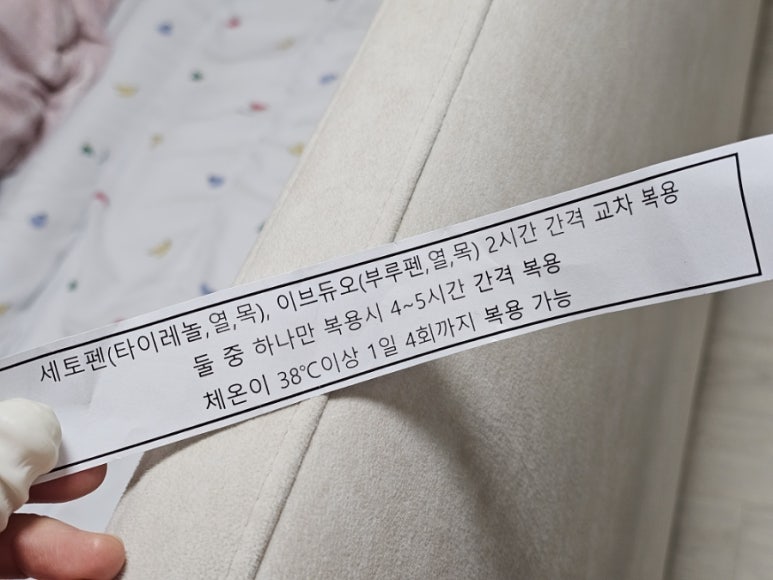 세토펜(타이레놀,열,목), 이브듀오(부루펜,열,목) 2시간 간격 교차 복용
둘 중 하나만 복용시 4~5시간 간격 복용
체온이 38℃이상 1일 4회까지 복용 가능